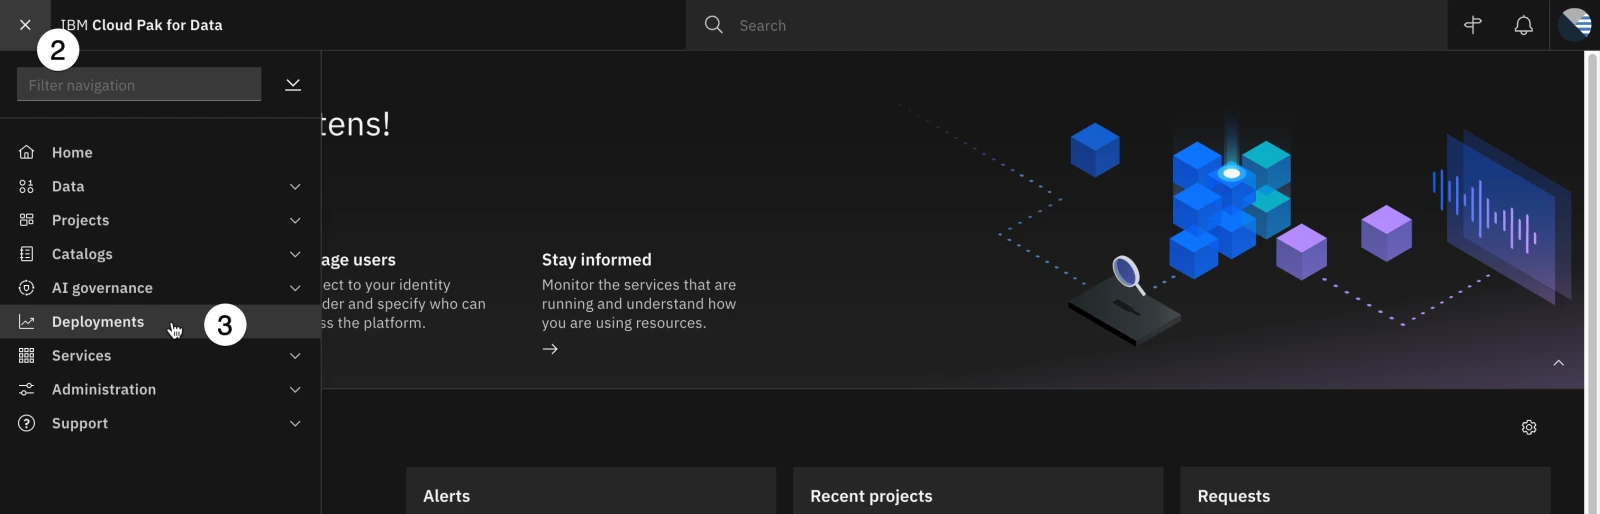 IBM Cloud Pak for Data
Search
2
Filter navigation
tens!
Home
Data
Projects
Catalogs
AI governance
Deployments
3
Services
Administration
Support
age users
ect to your identity
der and specify who can
ss the platform.
Stay informed
Monitor the services that are
running and understand how
you are using resources.
Alerts
Recent projects
Requests